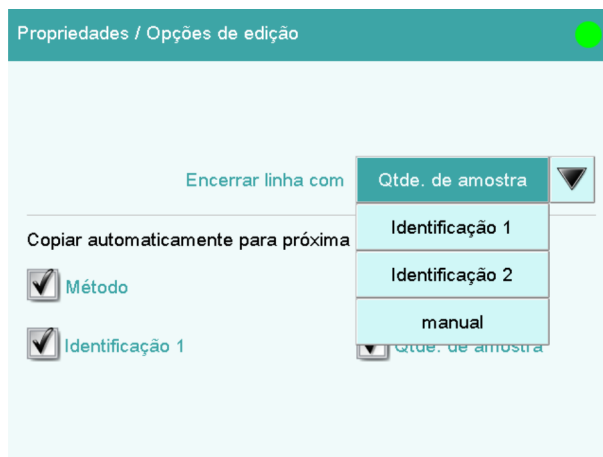 Propriedades / Opções de edição
Encerrar linha com Qtde. de amostra
Identificação 1
Copiar automaticamente para próxima
Identificação 2
Método
manual
Identificação 1 Qtde. de amostra